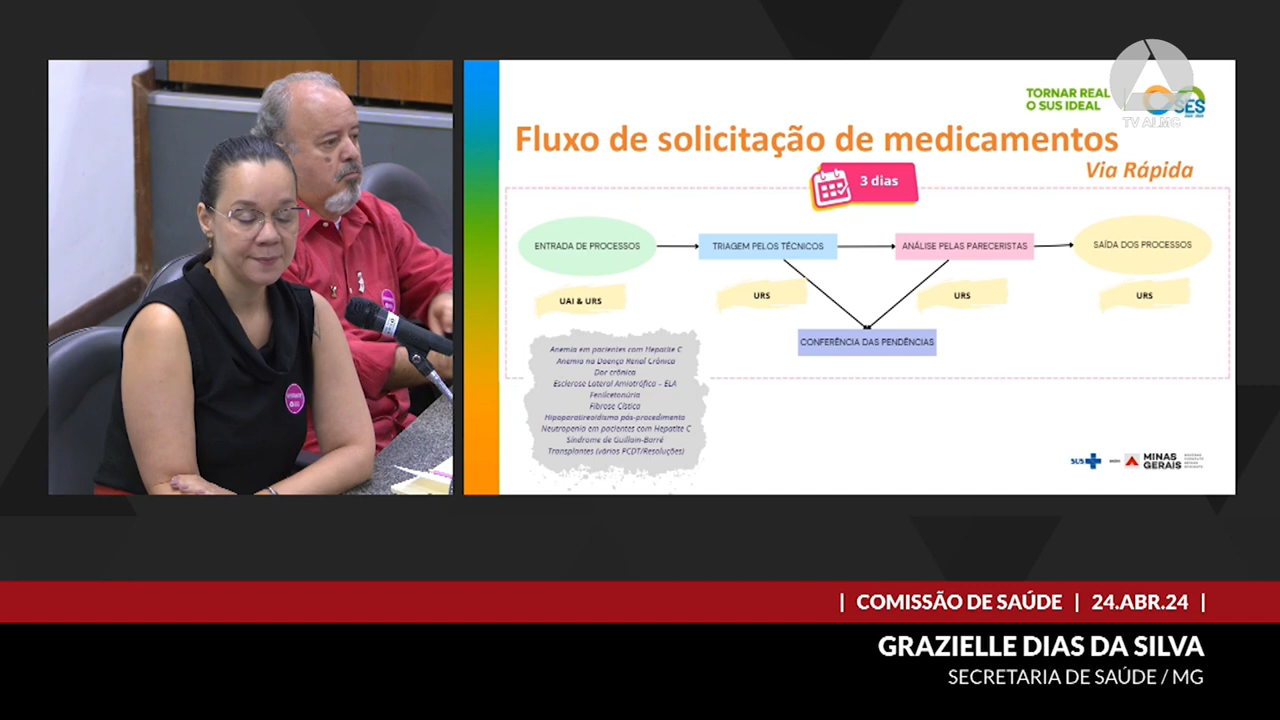 TORNAR REAL
O SUS IDEAL
SES
TV ALMG
Fluxo de solicitação de medicamentos
Via Rápida
3 dias
ENTRADA DE PROCESSOS
TRIAGEM PELOS TÉCNICOS
ANÁLISE PELAS PARECERISTAS
SAÍDA DOS PROCESSOS
UAI & URS
URS
URS
URS
CONFERÊNCIA DAS PENDÊNCIAS
Anemia em pacientes com Hepatite C
Anemia na Doença Renal Crônica
Dor crônica
Esclerose Lateral Amiotrófica – ELA
Fenilcetonúria
Fibrose Cística
Hipoparatireoidismo pós-procedimento
Neutropenia em pacientes com Hepatite C
Síndrome de Guillain-Barré
Transplantes (vários PCDT/Resoluções)
SUS
MINAS
GERAIS
| COMISSÃO DE SAÚDE | 24.ABR.24 |
GRAZIELLE DIAS DA SILVA
SECRETARIA DE SAÚDE / MG